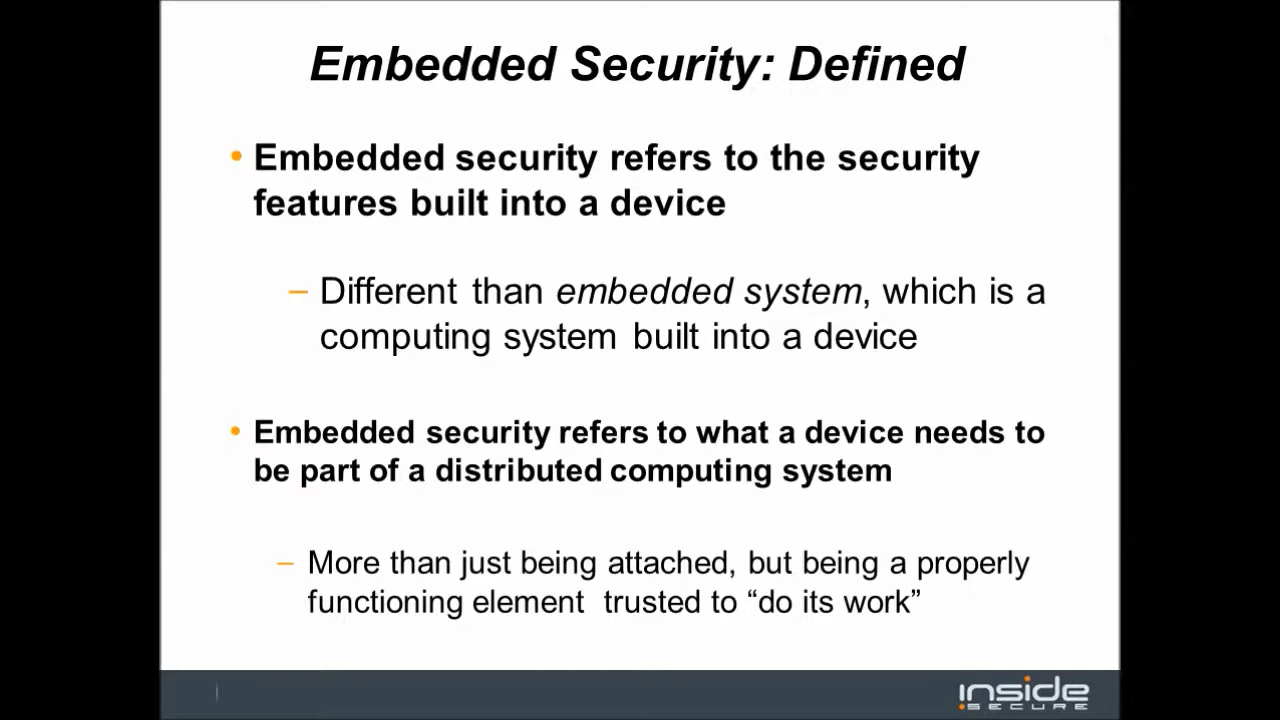 Embedded Security: Defined
• Embedded security refers to the security
features built into a device
– Different than embedded system, which is a
computing system built into a device
• Embedded security refers to what a device needs to
be part of a distributed computing system
– More than just being attached, but being a properly
functioning element trusted to “do its work”
INSIDE
SECURE